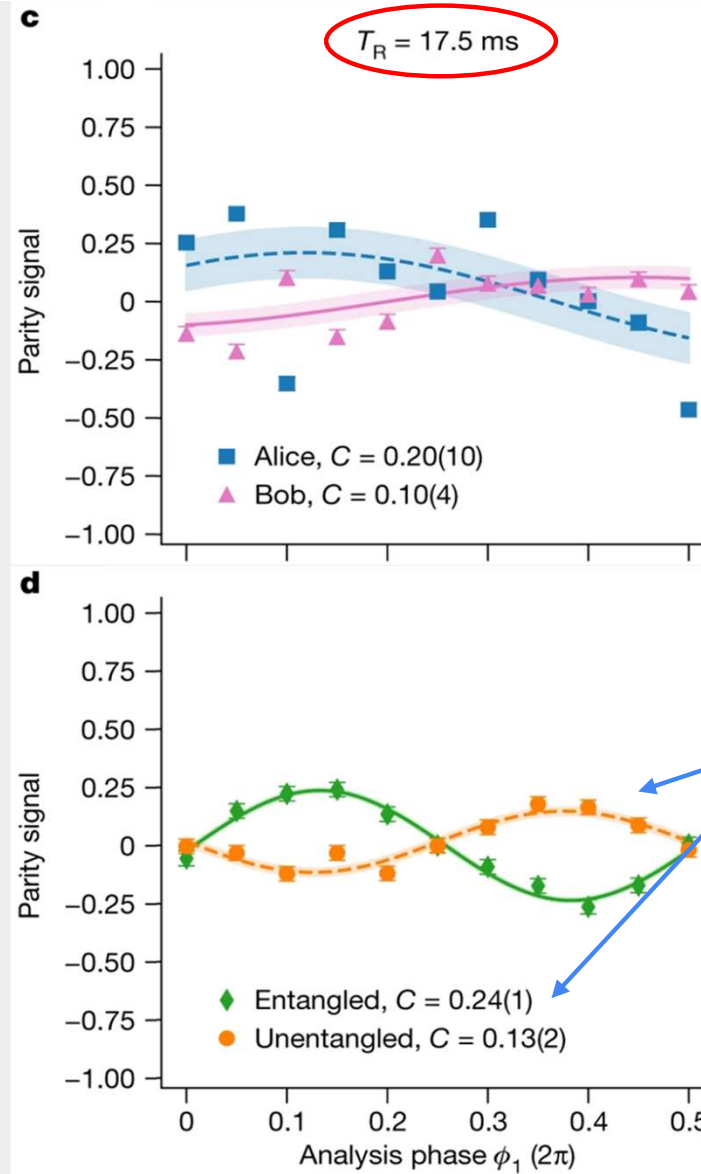 c
T_R = 17.5 ms
1.00
0.75
0.50
0.25
0
−0.25
−0.50
−0.75
−1.00
Parity signal
Alice, C = 0.20(10)
Bob, C = 0.10(4)
d
1.00
0.75
0.50
0.25
0
−0.25
−0.50
−0.75
−1.00
Parity signal
Entangled, C = 0.24(1)
Unentangled, C = 0.13(2)
0 0.1 0.2 0.3 0.4 0.5
Analysis phase ϕ₁ (2π)